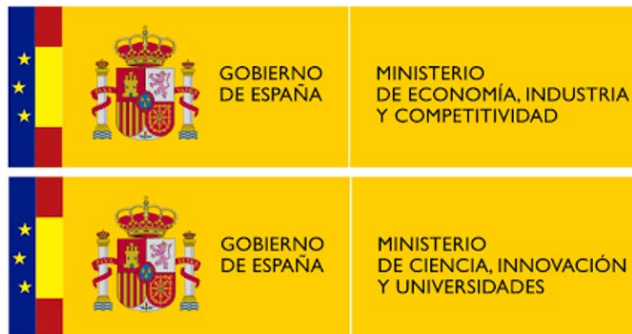 GOBIERNO
DE ESPAÑA
MINISTERIO
DE ECONOMÍA, INDUSTRIA
Y COMPETITIVIDAD
GOBIERNO
DE ESPAÑA
MINISTERIO
DE CIENCIA, INNOVACIÓN
Y UNIVERSIDADES